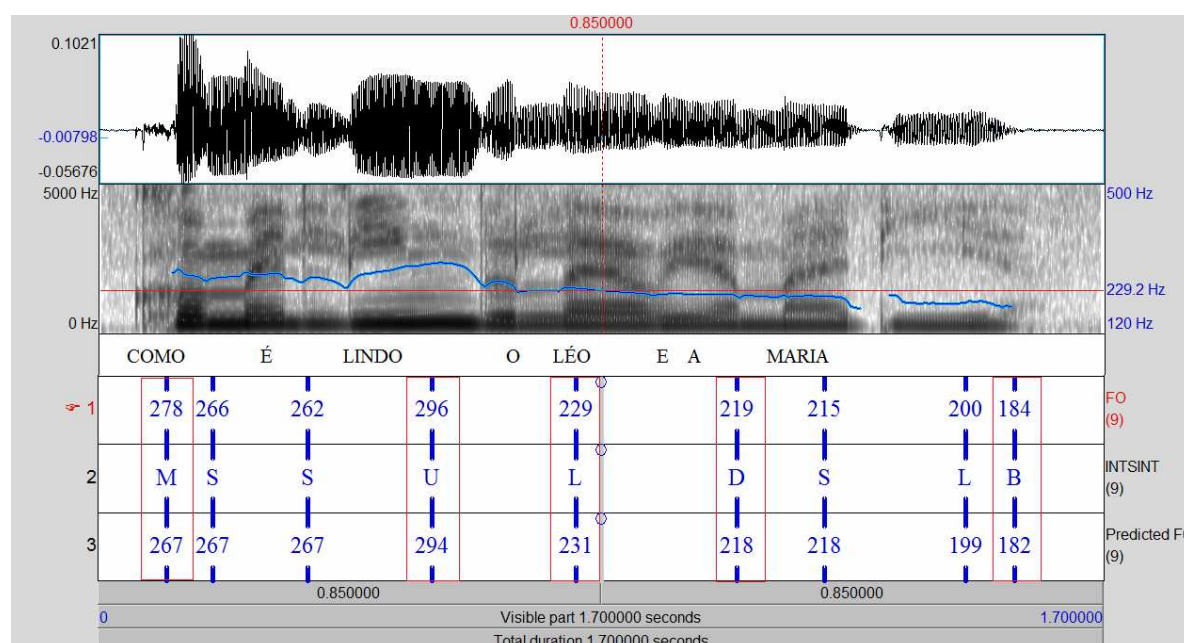 0.850000
0.1021
-0.00798
-0.05676
5000 Hz 500 Hz
229.2 Hz
0 Hz 120 Hz
COMO É LINDO O LÉO E A MARIA
1 278 266 262 296 229 219 215 200 184 FO (9)
2 M S S U L D S L B INTSINT (9)
3 267 267 267 294 231 218 218 199 182 Predicted F0 (9)
0.850000 0.850000
0 Visible part 1.700000 seconds 1.700000
Total duration 1.700000 seconds